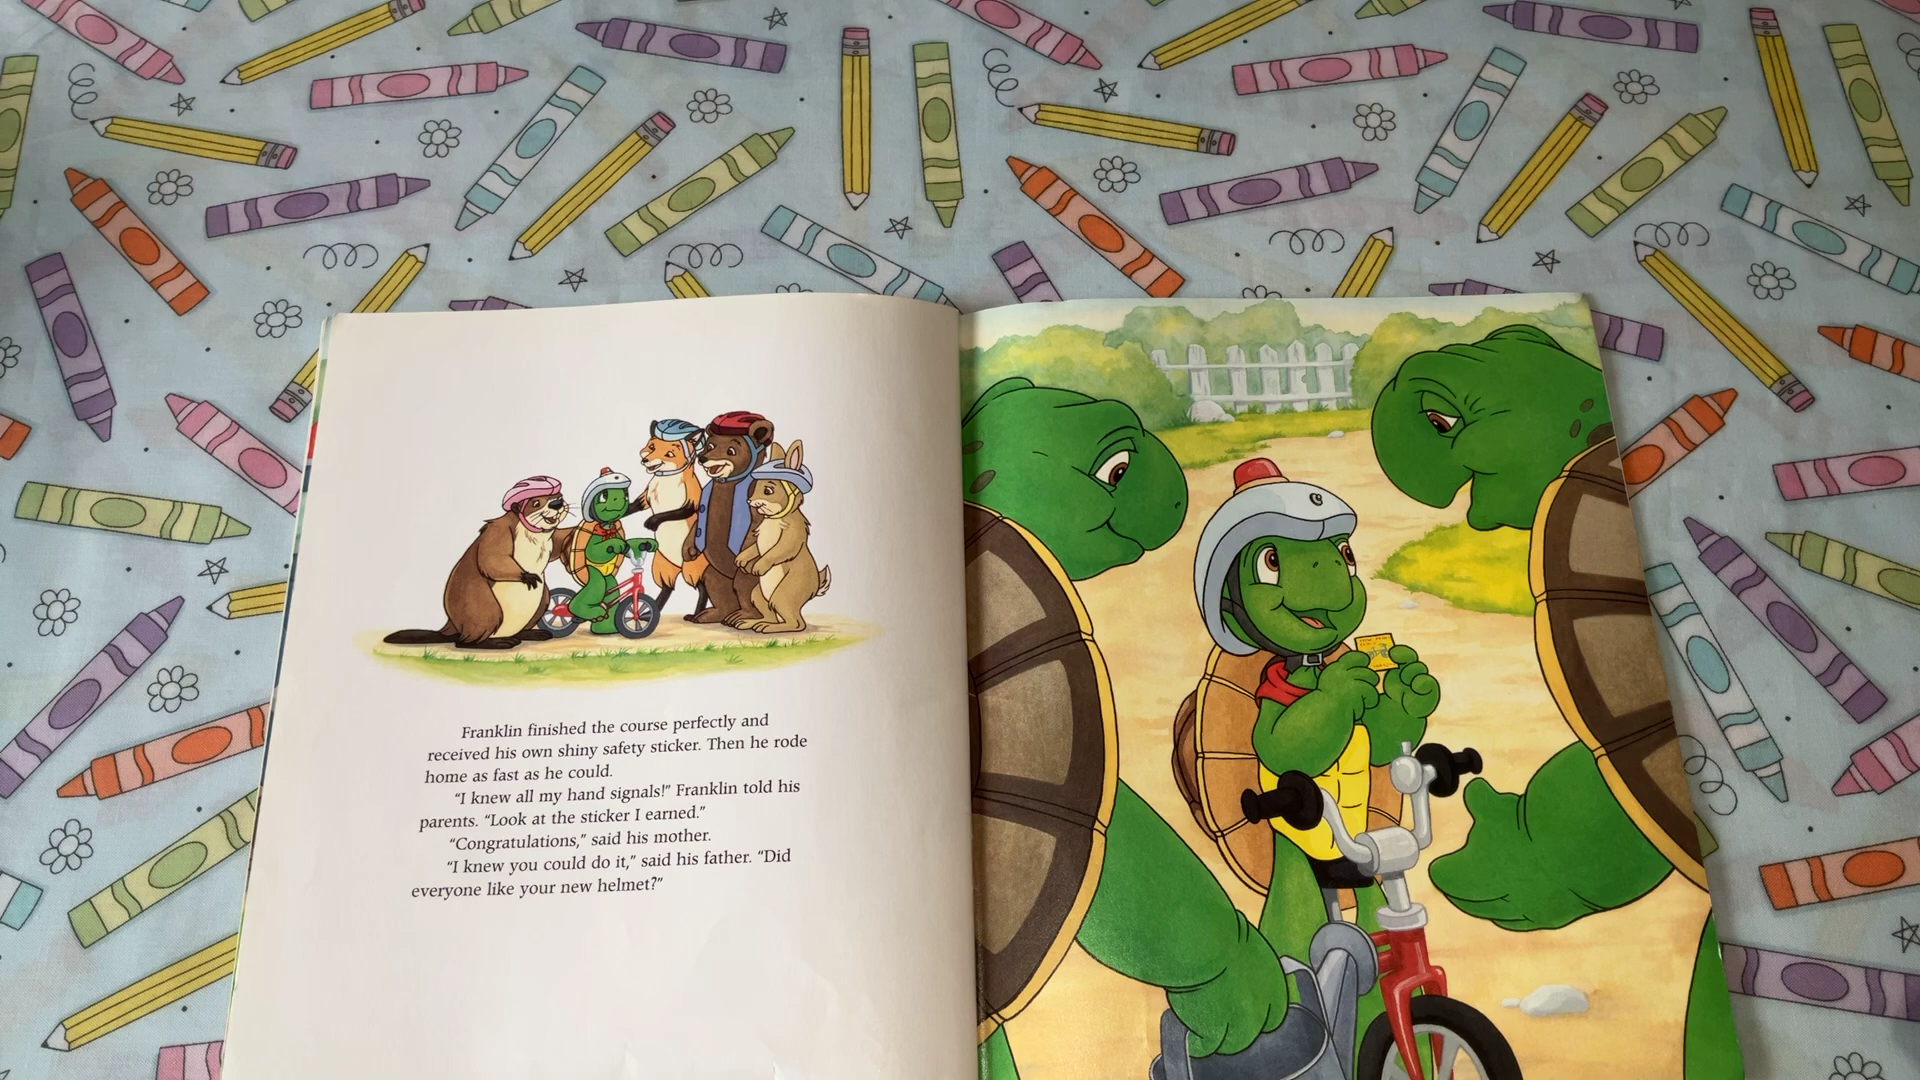 Franklin finished the course perfectly and
received his own shiny safety sticker. Then he rode
home as fast as he could.
“I knew all my hand signals!” Franklin told his
parents. “Look at the sticker I earned.”
“Congratulations,” said his mother.
“I knew you could do it,” said his father. “Did
everyone like your new helmet?”